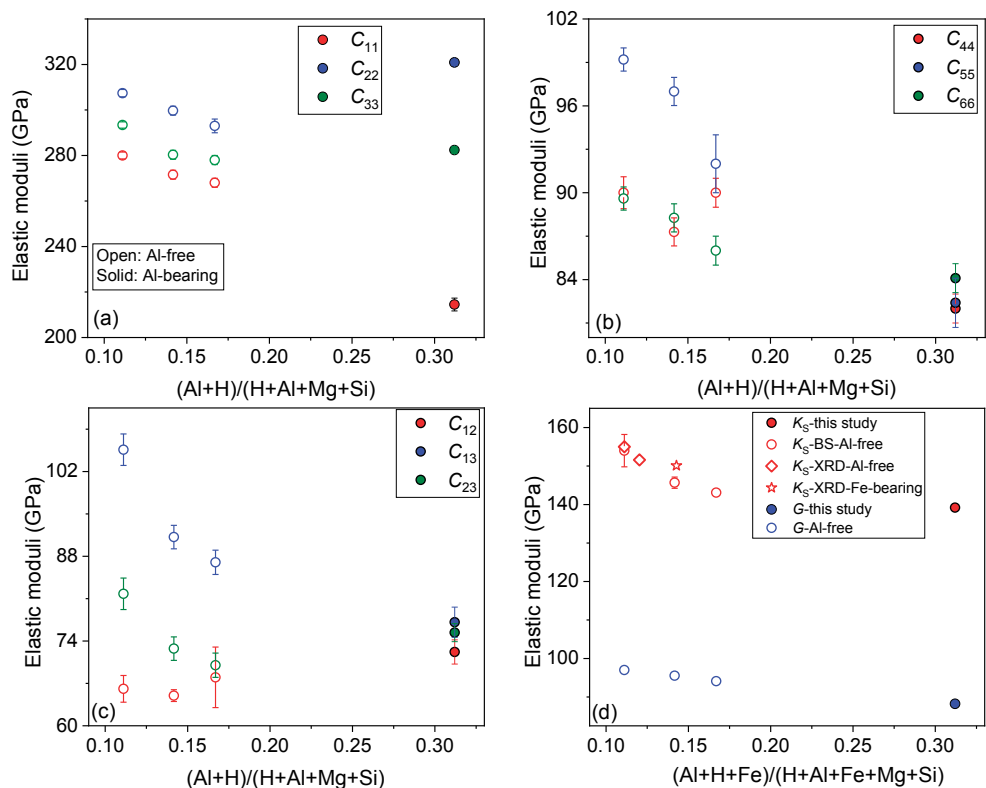 C11
C22
C33
Elastic moduli (GPa)
320
280
240
200
Open: Al-free
Solid: Al-bearing
(a)
0.10 0.15 0.20 0.25 0.30
(Al+H)/(H+Al+Mg+Si)
C44
C55
C66
Elastic moduli (GPa)
102
96
90
84
(b)
0.10 0.15 0.20 0.25 0.30
(Al+H)/(H+Al+Mg+Si)
C12
C13
C23
Elastic moduli (GPa)
102
88
74
60
(c)
0.10 0.15 0.20 0.25 0.30
(Al+H)/(H+Al+Mg+Si)
KS-this study
KS-BS-Al-free
KS-XRD-Al-free
KS-XRD-Fe-bearing
G-this study
G-Al-free
Elastic moduli (GPa)
160
140
120
100
(d)
0.10 0.15 0.20 0.25 0.30
(Al+H+Fe)/(H+Al+Fe+Mg+Si)